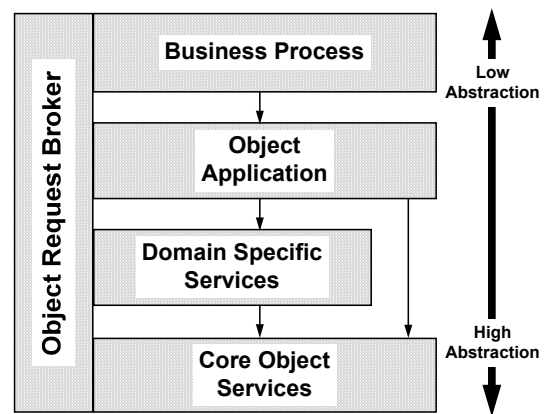 Object Request Broker
Business Process
Low
Abstraction
Object
Application
Domain Specific
Services
High
Abstraction
Core Object
Services